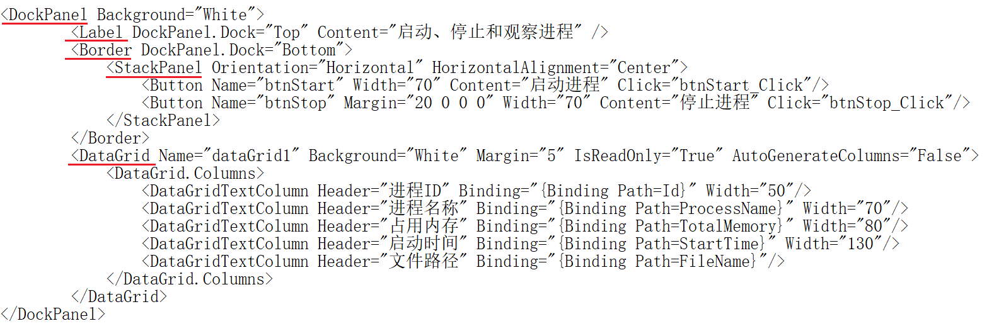 <DockPanel Background="White">
<Label DockPanel.Dock="Top" Content="启动、停止和观察进程" />
<Border DockPanel.Dock="Bottom">
<StackPanel Orientation="Horizontal" HorizontalAlignment="Center">
<Button Name="btnStart" Width="70" Content="启动进程" Click="btnStart_Click"/>
<Button Name="btnStop" Margin="20 0 0 0" Width="70" Content="停止进程" Click="btnStop_Click"/>
</StackPanel>
</Border>
<DataGrid Name="dataGrid1" Background="White" Margin="5" IsReadOnly="True" AutoGenerateColumns="False">
<DataGrid.Columns>
<DataGridTextColumn Header="进程ID" Binding="{Binding Path=Id}" Width="50"/>
<DataGridTextColumn Header="进程名称" Binding="{Binding Path=ProcessName}" Width="70"/>
<DataGridTextColumn Header="占用内存" Binding="{Binding Path=TotalMemory}" Width="80"/>
<DataGridTextColumn Header="启动时间" Binding="{Binding Path=StartTime}" Width="130"/>
<DataGridTextColumn Header="文件路径" Binding="{Binding Path=FileName}"/>
</DataGrid.Columns>
</DataGrid>
</DockPanel>